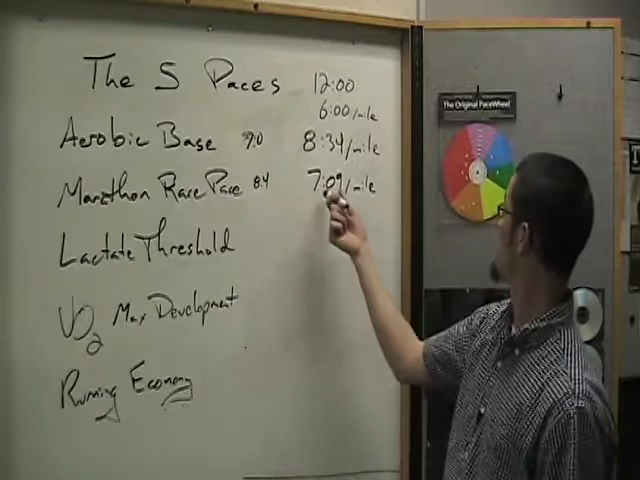 The 5 Paces 12:00
6:00/mile
Aerobic Base 7.0 8:34/mile
Marathon Race Pace 8.4 7:09/mile
Lactate Threshold
VO2 Max Development
Running Economy
The Original PaceWheel